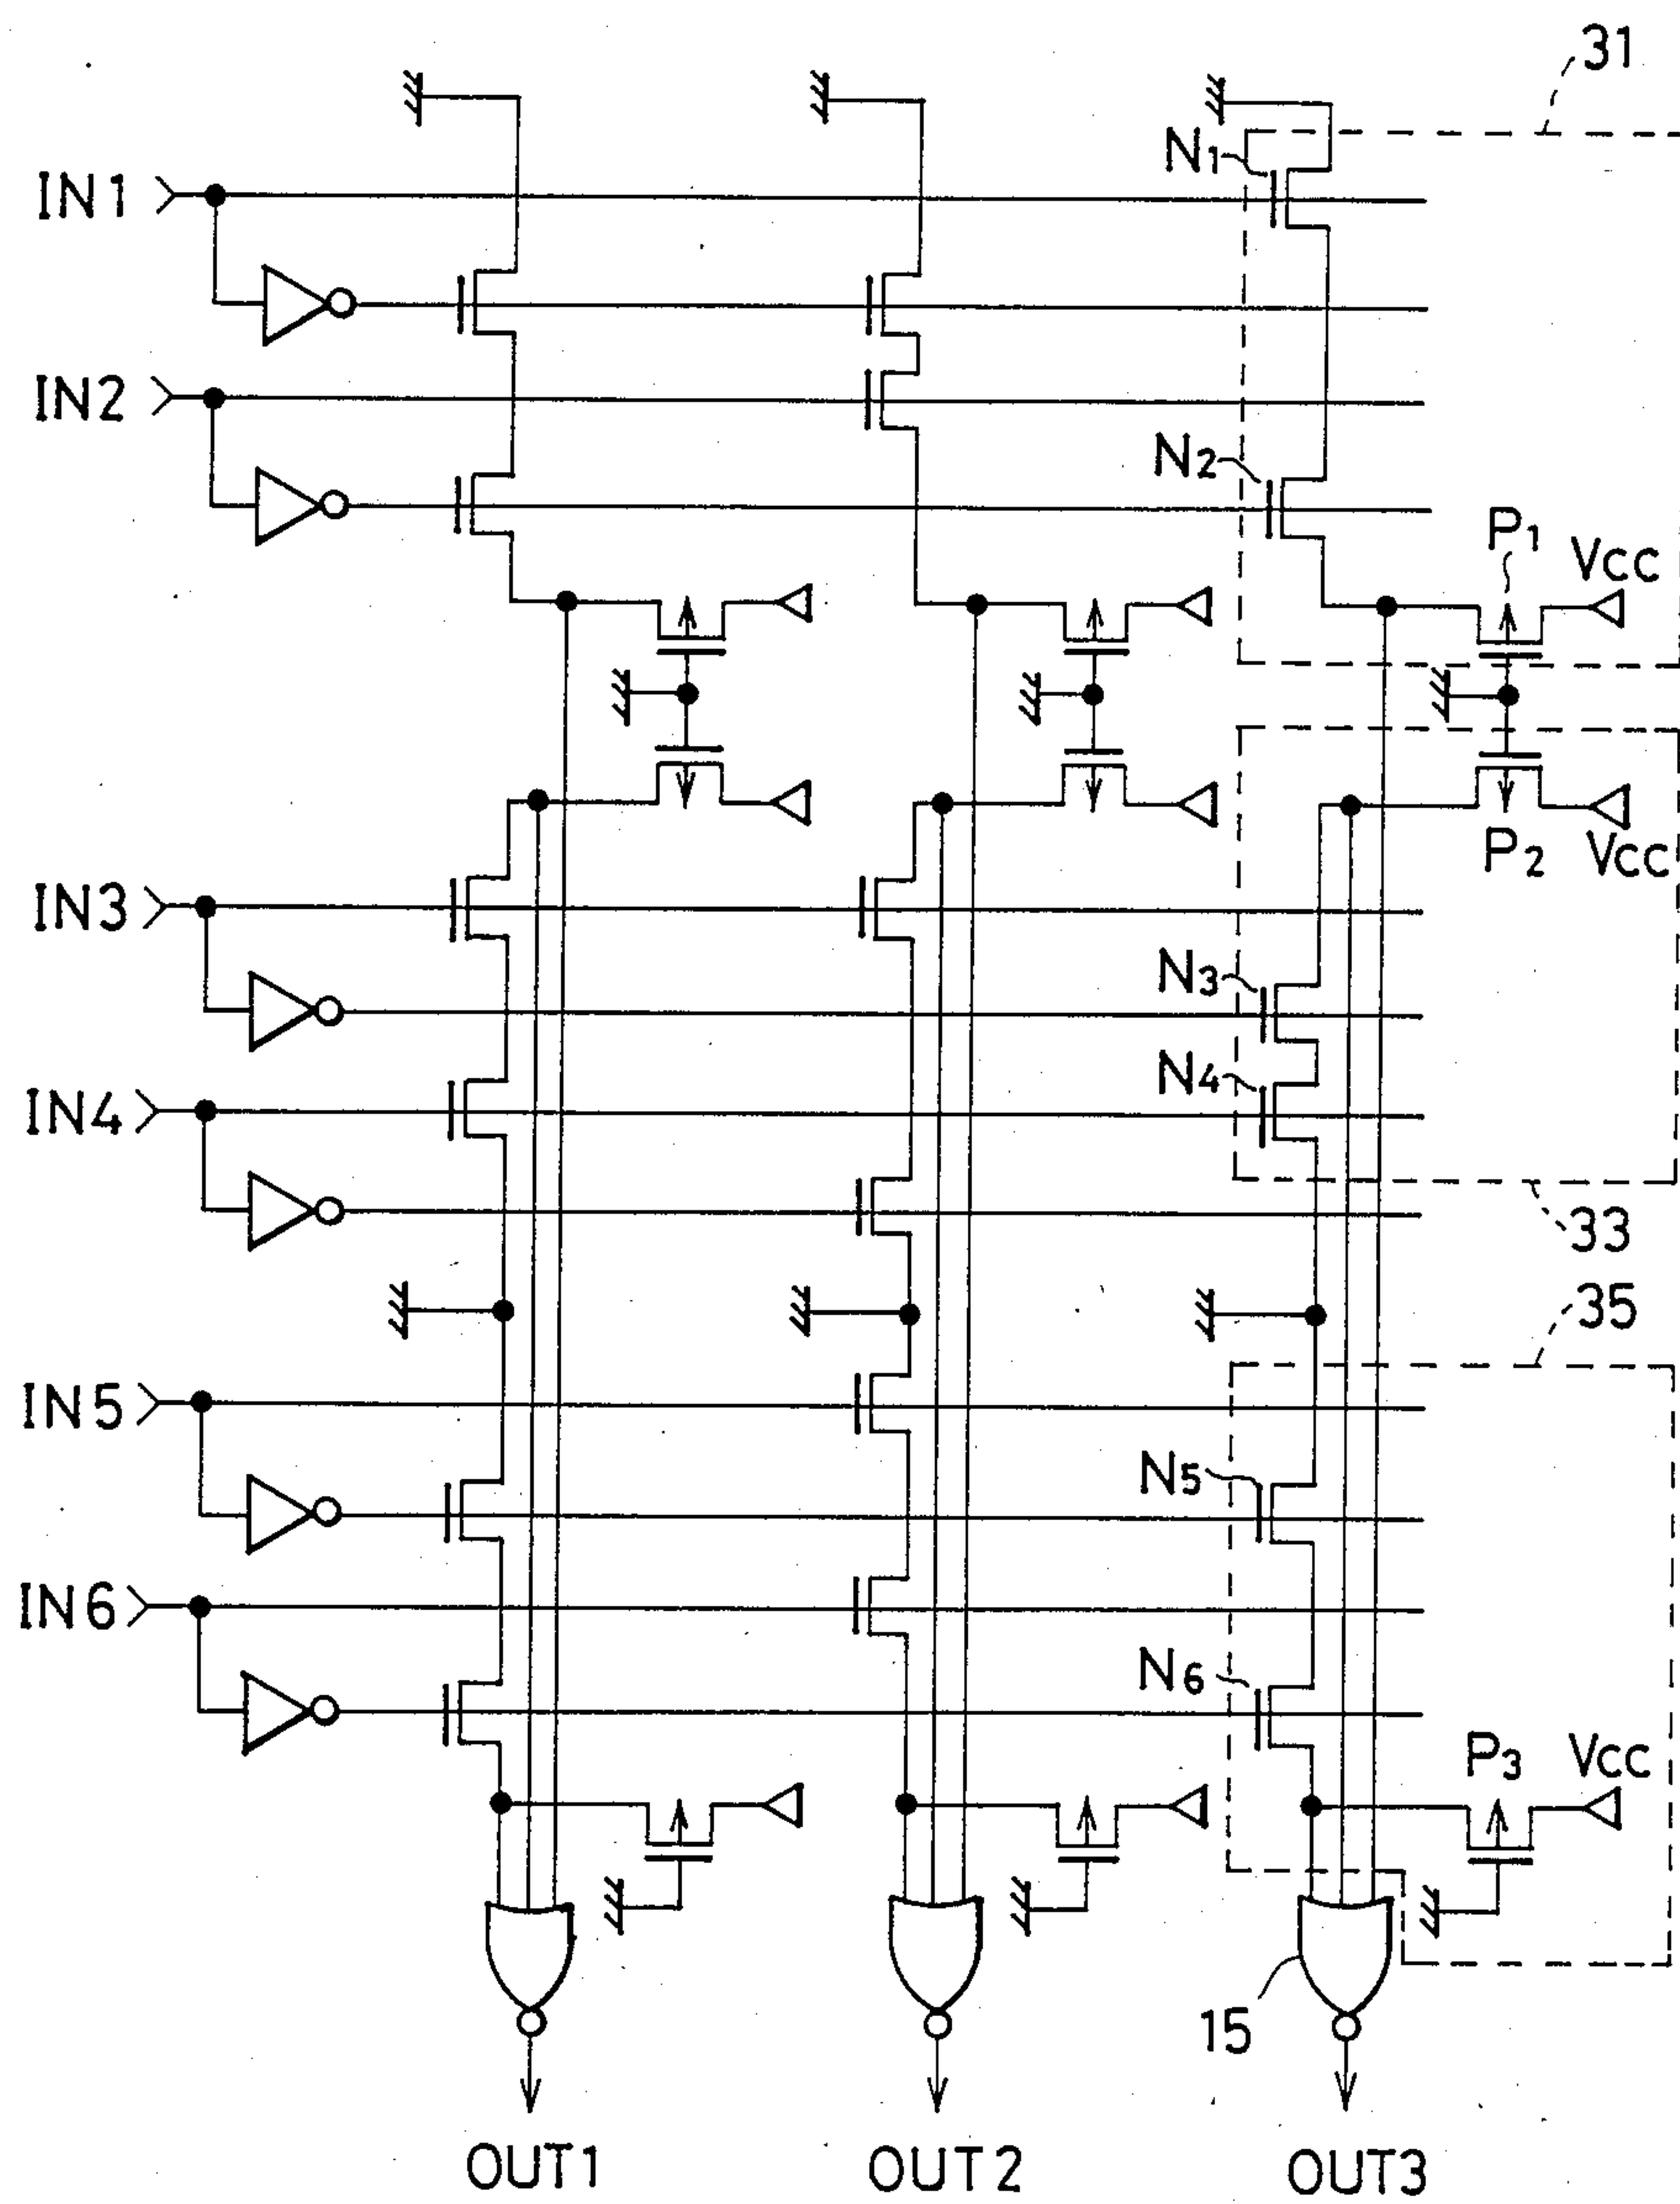 31
N1
IN1
IN2
N2
P1
VCC
P2
VCC
IN3
N3
N4
IN4
33
35
IN5
N5
IN6
N6
P3
VCC
15
OUT1
OUT2
OUT3